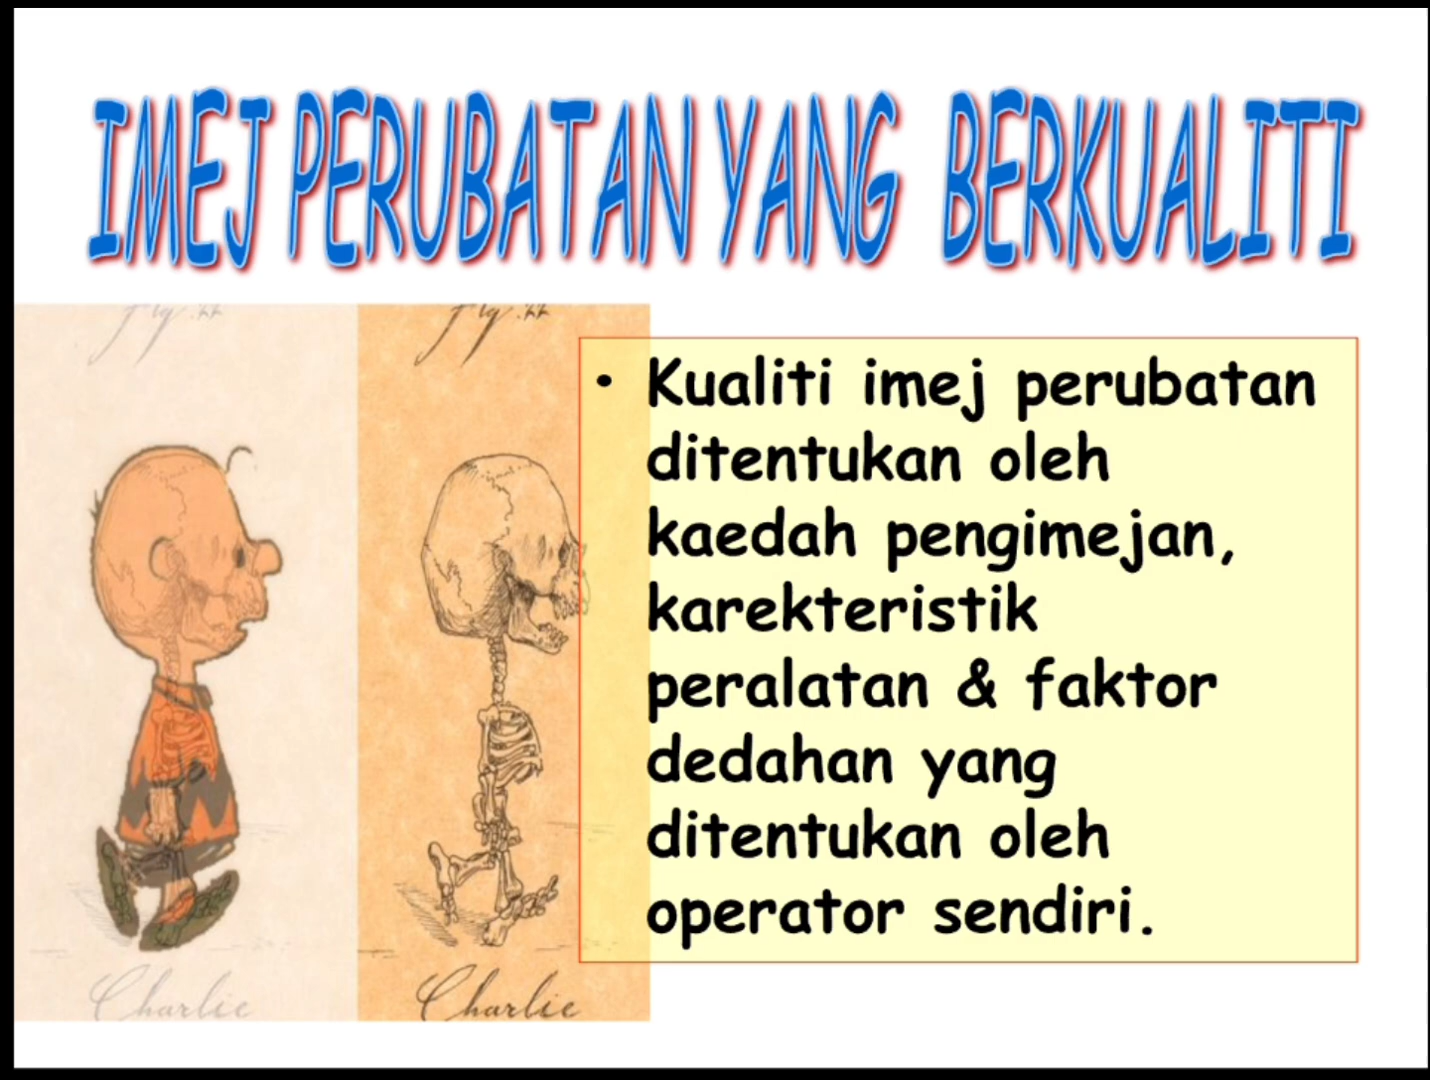 IMEJ PERUBATAN YANG BERKUALITI
• Kualiti imej perubatan
ditentukan oleh
kaedah pengimejan,
karekteristik
peralatan & faktor
dedahan yang
ditentukan oleh
operator sendiri.
Charlie
Charlie